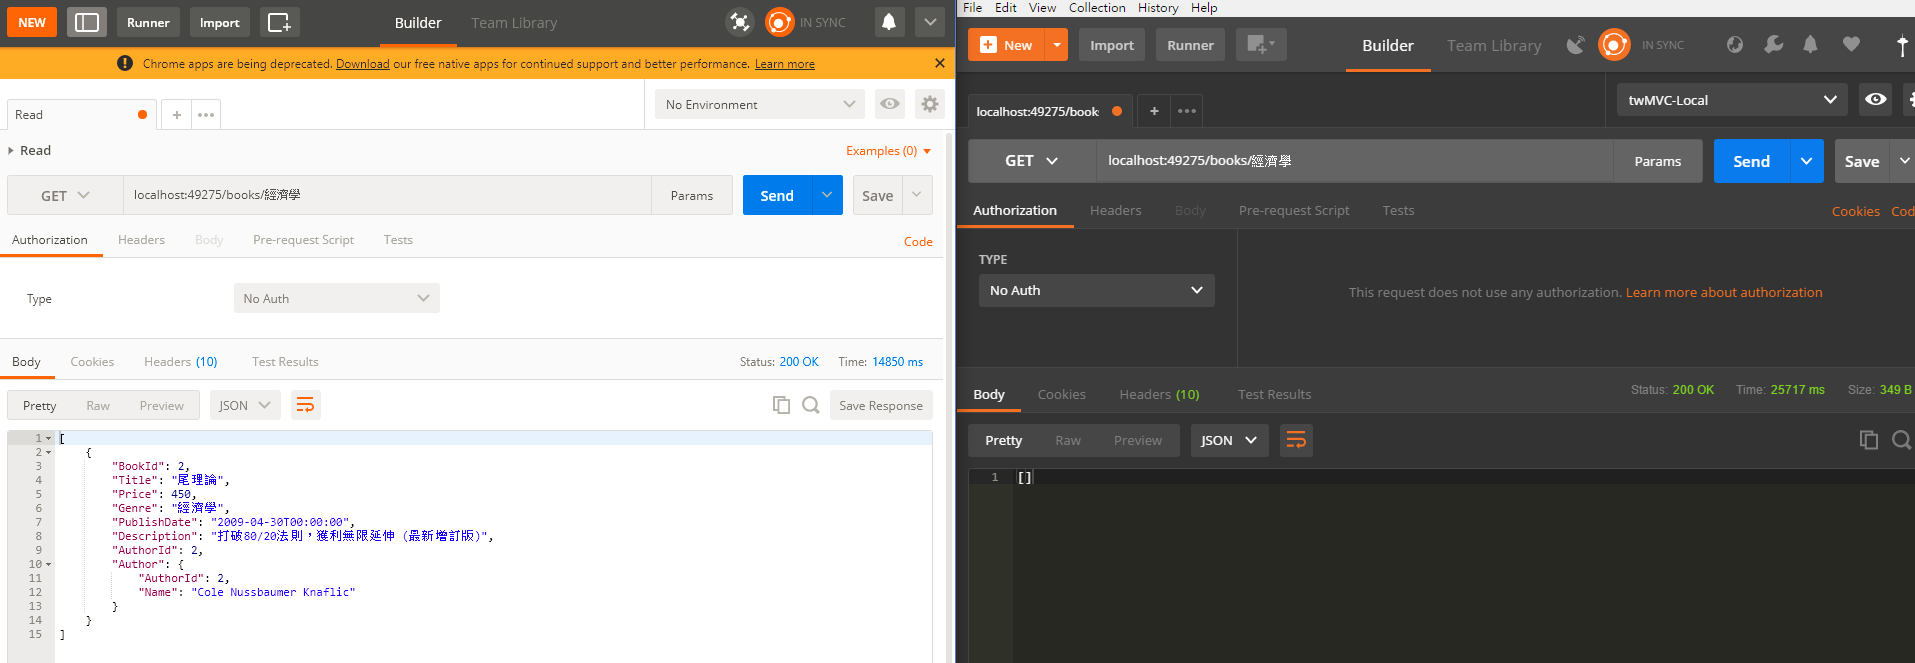 NEW Runner Import Builder Team Library IN SYNC
Chrome apps are being deprecated. Download our free native apps for continued support and better performance. Learn more
Read + ••• No Environment
Read Examples (0)
GET localhost:49275/books/經濟學 Params Send Save
Authorization Headers Body Pre-request Script Tests Code
Type No Auth
Body Cookies Headers (10) Test Results Status: 200 OK Time: 14850 ms
Pretty Raw Preview JSON Save Response
1 [
2 {
3 "BookId": 2,
4 "Title": "尾理論",
5 "Price": 450,
6 "Genre": "經濟學",
7 "PublishDate": "2009-04-30T00:00:00",
8 "Description": "打破80/20法則，獲利無限延伸 (最新增訂版)",
9 "AuthorId": 2,
10 "Author": {
11 "AuthorId": 2,
12 "Name": "Cole Nussbaumer Knaflic"
13 }
14 }
15 ]
File Edit View Collection History Help
New Import Runner Builder Team Library IN SYNC
localhost:49275/book + ••• twMVC-Local
GET localhost:49275/books/經濟學 Params Send Save
Authorization Headers Body Pre-request Script Tests Cookies Cod
TYPE
No Auth
This request does not use any authorization. Learn more about authorization
Body Cookies Headers (10) Test Results Status: 200 OK Time: 25717 ms Size: 349 B
Pretty Raw Preview JSON
1 []